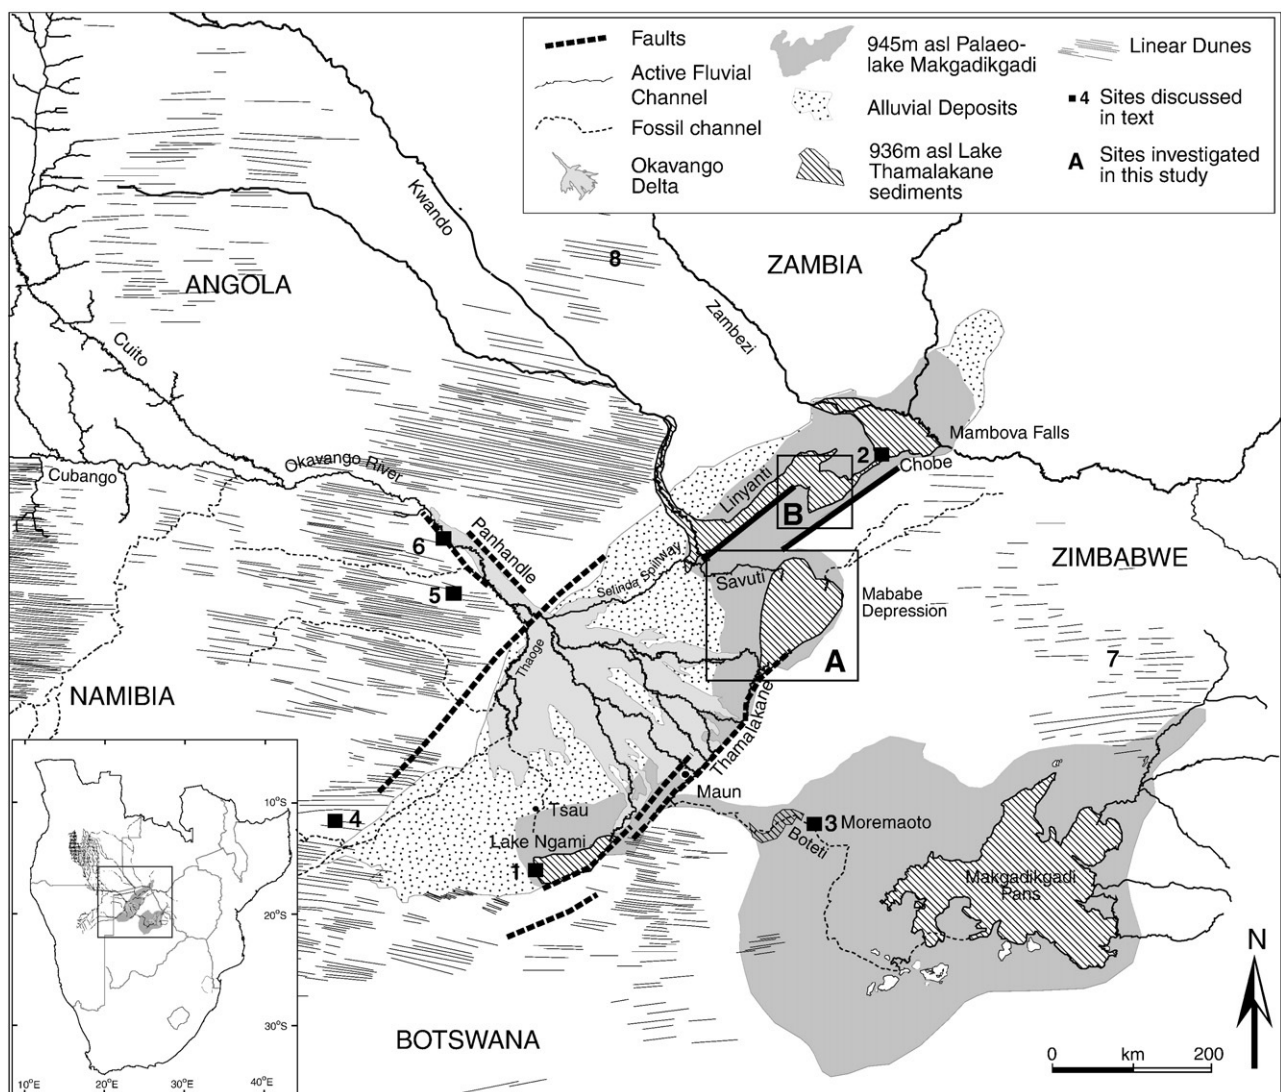 Faults
Active Fluvial
Channel
Fossil channel
Okavango
Delta
945m asl Palaeo-
lake Makgadikgadi
Alluvial Deposits
936m asl Lake
Thamalakane
sediments
Linear Dunes
4 Sites discussed
in text
A Sites investigated
in this study
Kwando
8
ZAMBIA
ANGOLA
Zambezi
Cuito
Mambova Falls
2
Chobe
Okavango River
Cubango
Linyanti
B
Panhandle
6
Selinda Spillway
ZIMBABWE
Savuti
5
Mababe
Depression
Thaoge
A
7
NAMIBIA
Thamalakane
Maun
Tsau
4
3 Moremaoto
Boteti
Lake Ngami
1
Makgadikgadi
Pans
10°S
20°S
30°S
10°E
20°E
30°E
40°E
BOTSWANA
N
0
km
200